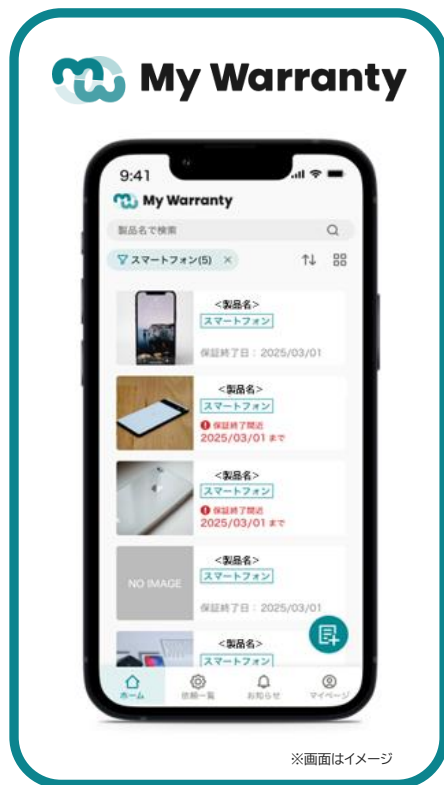 My Warranty
9:41
My Warranty
製品名で検索
スマートフォン(5) ×
<製品名>
スマートフォン
保証終了日：2025/03/01
<製品名>
スマートフォン
保証終了間近
2025/03/01 まで
<製品名>
スマートフォン
保証終了間近
2025/03/01 まで
NO IMAGE
<製品名>
スマートフォン
保証終了日：2025/03/01
<製品名>
スマートフォン
ホーム 依頼一覧 お知らせ マイページ
※画面はイメージ